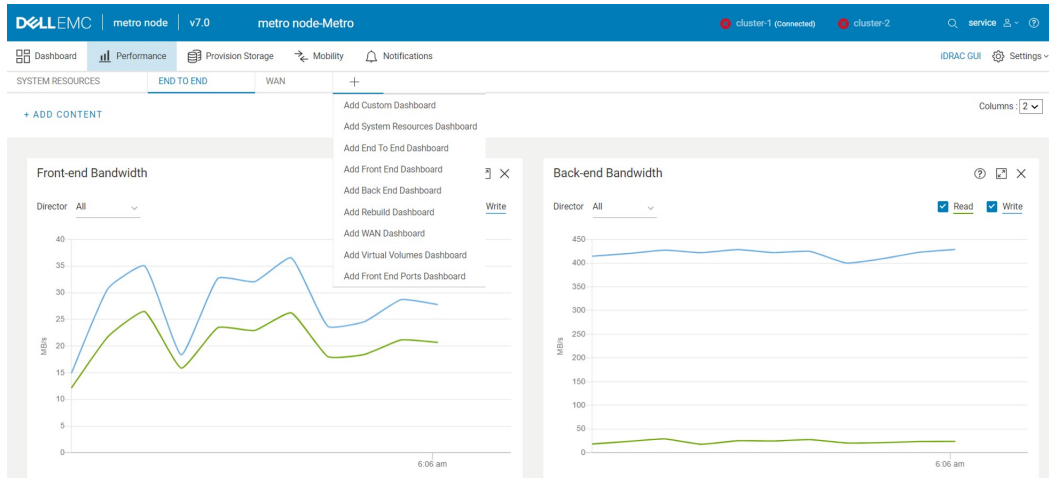 DELLEMC metro node v7.0 metro node-Metro cluster-1 (Connected) cluster-2 service
Dashboard Performance Provision Storage Mobility Notifications iDRAC GUI Settings
SYSTEM RESOURCES END TO END WAN +
+ ADD CONTENT
Columns : 2
Add Custom Dashboard
Add System Resources Dashboard
Add End To End Dashboard
Add Front End Dashboard
Add Back End Dashboard
Add Rebuild Dashboard
Add WAN Dashboard
Add Virtual Volumes Dashboard
Add Front End Ports Dashboard
Front-end Bandwidth
Director All
Write
40
35
30
25
20
15
10
5
0
MB/s
6:06 am
Back-end Bandwidth
Director All
Read Write
450
400
350
300
250
200
150
100
50
0
MB/s
6:06 am